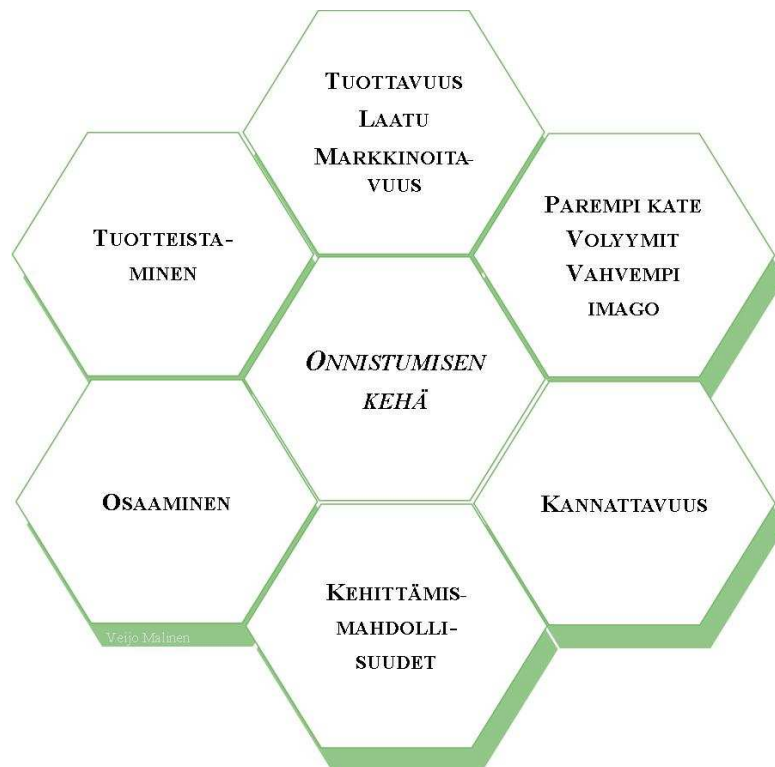 TUOTTAVUUS
LAATU
MARKKINOITA-
VUUS
TUOTTEISTA-
MINEN
PAREMPI KATE
VOLYYMIT
VAHVEMPI
IMAGO
ONNISTUMISEN
KEHÄ
OSAAMINEN
KANNATTAVUUS
KEHITTÄMIS-
MAHDOLLI-
SUUDET
Veijo Malinen